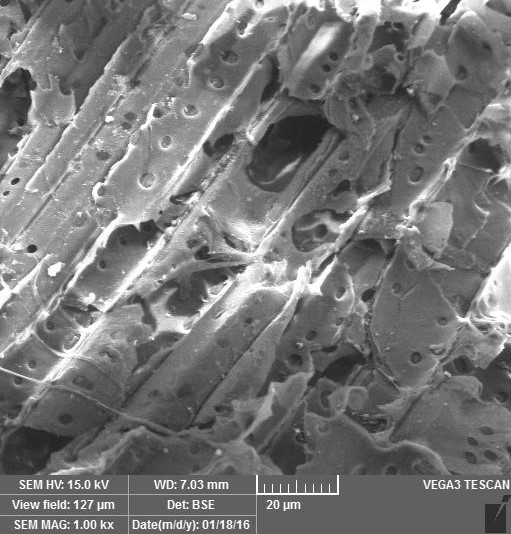 SEM HV: 15.0 kV WD: 7.03 mm VEGA3 TESCAN
View field: 127 µm Det: BSE 20 µm
SEM MAG: 1.00 kx Date(m/d/y): 01/18/16